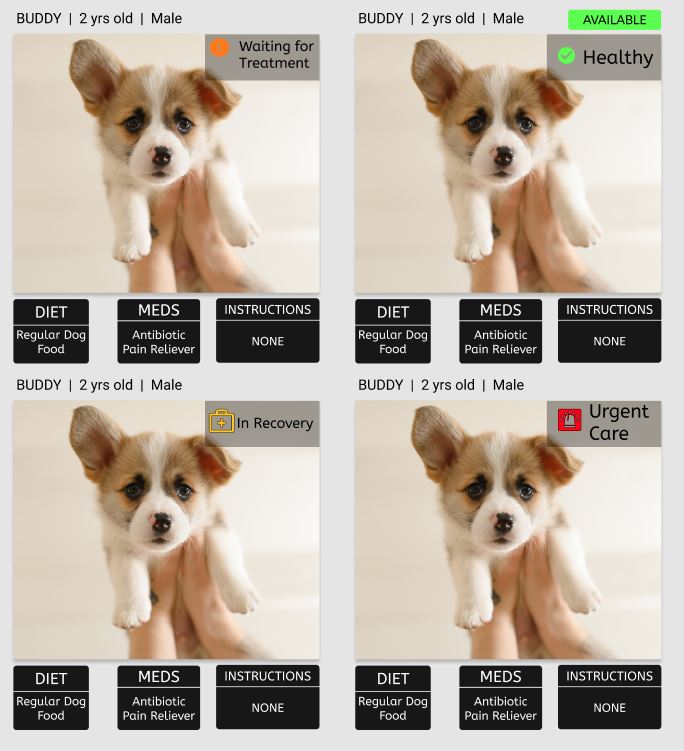 BUDDY | 2 yrs old | Male
Waiting for
Treatment
DIET
Regular Dog
Food
MEDS
Antibiotic
Pain Reliever
INSTRUCTIONS
NONE
BUDDY | 2 yrs old | Male
AVAILABLE
Healthy
DIET
Regular Dog
Food
MEDS
Antibiotic
Pain Reliever
INSTRUCTIONS
NONE
BUDDY | 2 yrs old | Male
In Recovery
DIET
Regular Dog
Food
MEDS
Antibiotic
Pain Reliever
INSTRUCTIONS
NONE
BUDDY | 2 yrs old | Male
Urgent
Care
DIET
Regular Dog
Food
MEDS
Antibiotic
Pain Reliever
INSTRUCTIONS
NONE